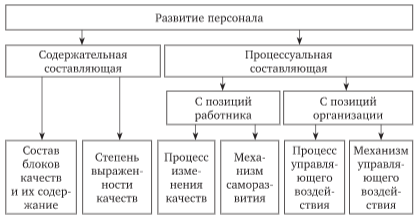 Развитие персонала
Содержательная
составляющая
Процессуальная
составляющая
С позиций
работника
С позиций
организации
Состав
блоков
качеств
и их содер-
жание
Степень
выражен-
ности
качеств
Процесс
изме-
нения
качеств
Меха-
низм
самораз-
вития
Процесс
управля-
ющего
воздей-
ствия
Механизм
управля-
ющего
воздей-
ствия